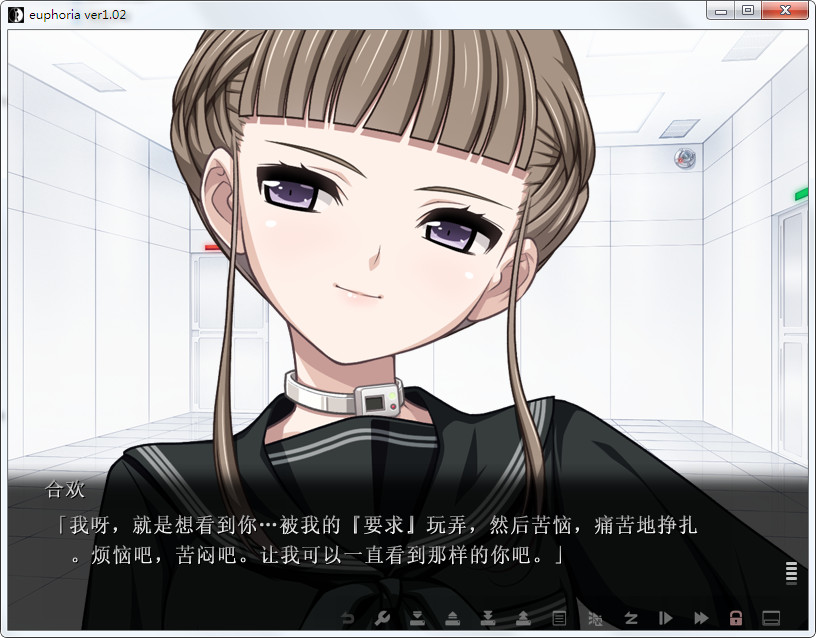 euphoria ver1.02
合欢
「我呀，就是想看到你…被我的『要求』玩弄，然后苦恼，痛苦地挣扎
。烦恼吧，苦闷吧。让我可以一直看到那样的你吧。」